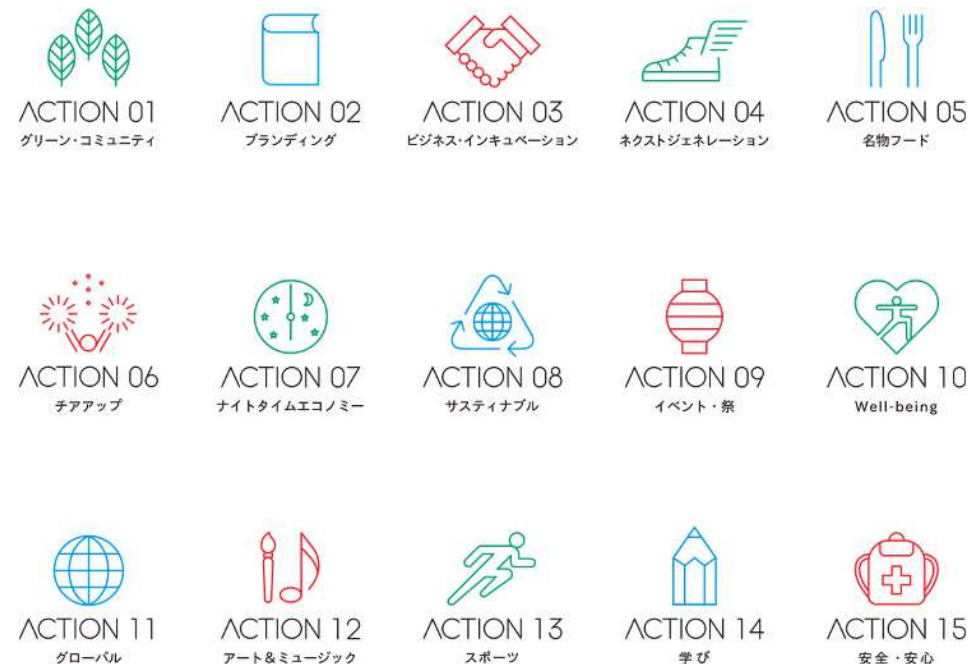 ACTION 01
グリーン・コミュニティ
ACTION 02
ブランディング
ACTION 03
ビジネス・インキュベーション
ACTION 04
ネクストジェネレーション
ACTION 05
名物フード
ACTION 06
チアアップ
ACTION 07
ナイトタイムエコノミー
ACTION 08
サスティナブル
ACTION 09
イベント・祭
ACTION 10
Well-being
ACTION 11
グローバル
ACTION 12
アート&ミュージック
ACTION 13
スポーツ
ACTION 14
学び
ACTION 15
安全・安心